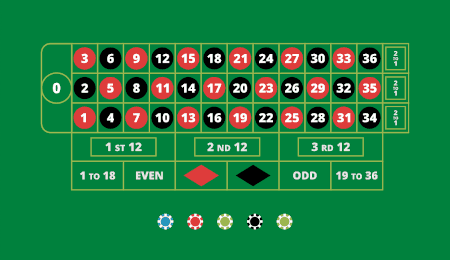 3 6 9 12 15 18 21 24 27 30 33 36 2 TO 1
0 2 5 8 11 14 17 20 23 26 29 32 35 2 TO 1
1 4 7 10 13 16 19 22 25 28 31 34 2 TO 1
1 ST 12 2 ND 12 3 RD 12
1 TO 18 EVEN ODD 19 TO 36